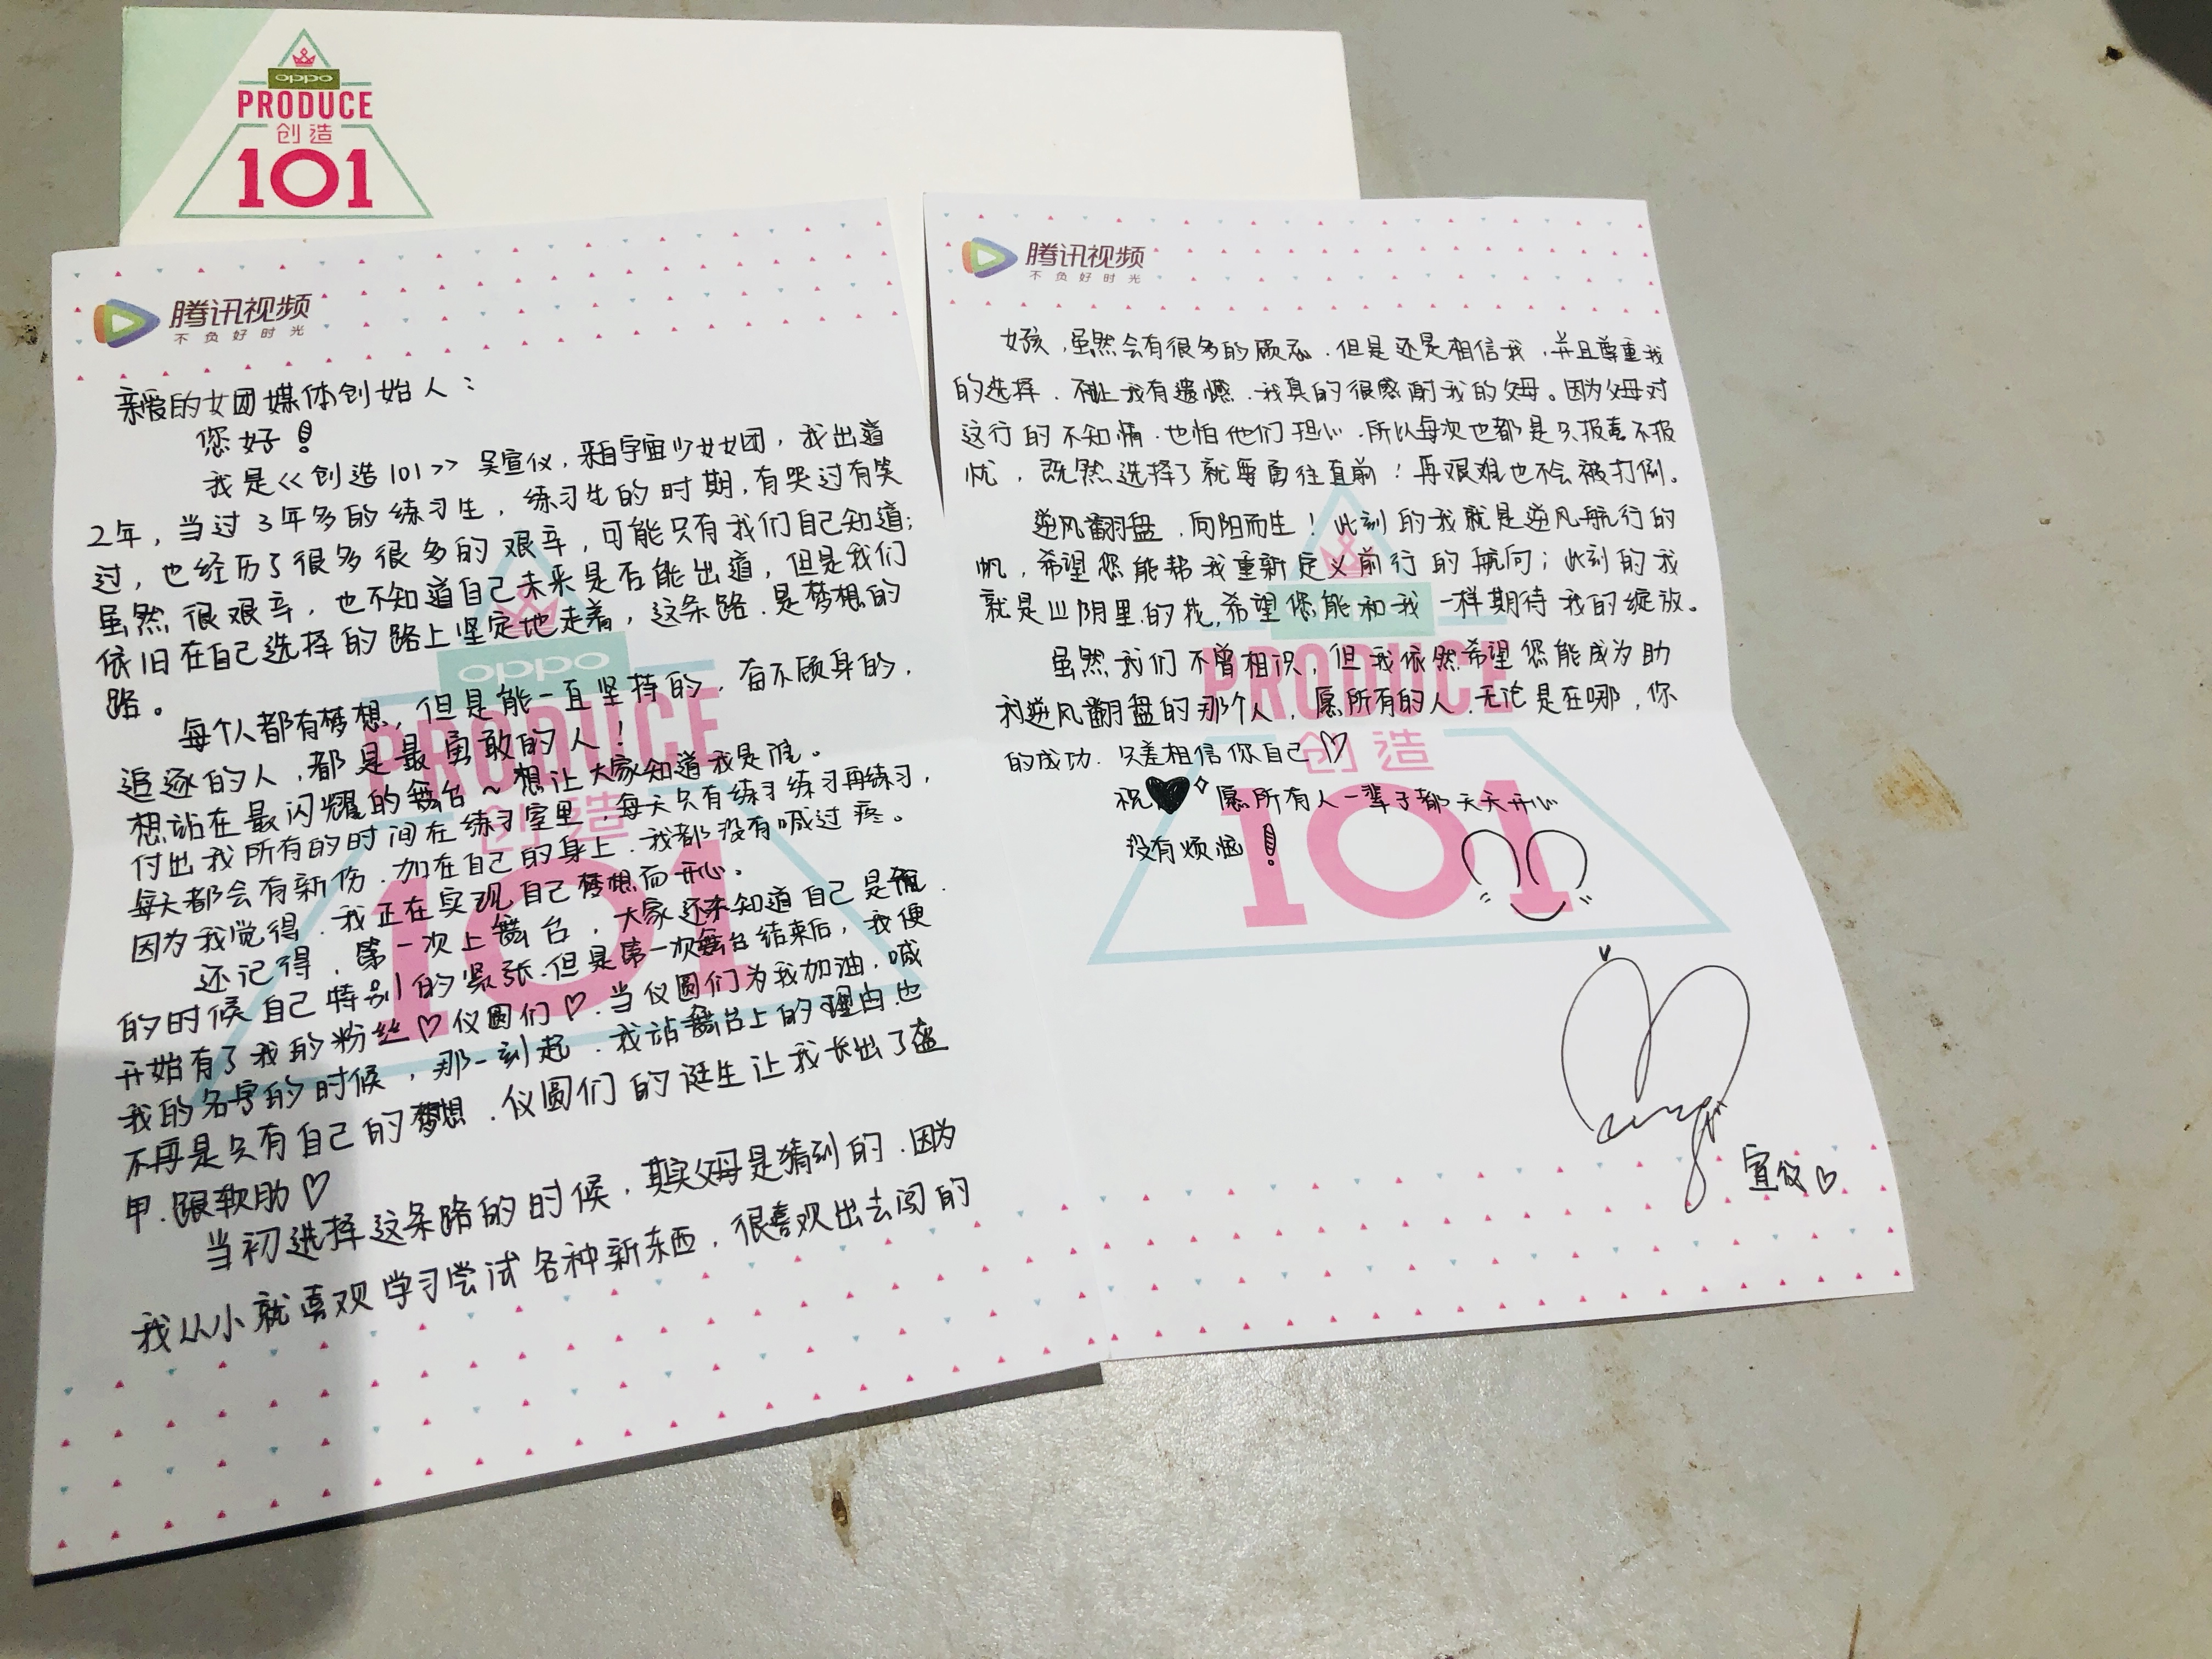 oppo
PRODUCE
创造
101
腾讯视频
不负好时光
亲爱的女团媒体创始人：
您好！
我是<<创造101>>吴宣仪，来自宇宙少女女团，我出道
2年，当过3年多的练习生，练习生的时期，有哭过有笑
过，也经历了很多很多的艰辛，可能只有我们自己知道；
虽然很艰辛，也不知道自己未来是否能出道，但是我们
依旧在自己选择的路上坚定地走着，这条路.是梦想的
路。
每个人都有梦想，但是能一直坚持的，奋不顾身的，
追逐的人，都是最勇敢的人！
想站在最闪耀的舞台~想让大家知道我是谁。
付出我所有的时间在练习室里，每天只有练习练习再练习，
每天都会有新伤.加在自己的身上.我都没有喊过疼。
因为我觉得.我正在实现自己梦想而开心。
还记得，第一次上舞台，大家还未知道自己是谁.
的时候自己特别的紧张.但是第一次舞台结束后，我便
开始有了我的粉丝♡仪圆们♡.当仪圆们为我加油.喊
我的名字的时候，那一刻起.我站舞台上的理由.也
不再是只有自己的梦想.仪圆们的诞生让我长出了盔
甲.跟软肋♡
当初选择这条路的时候，其实父母是猜到的.因为
我从小就喜欢学习尝试各种新东西，很喜欢出去闯的
oppo
PRODUCE
创造
101
腾讯视频
不负好时光
女孩，虽然会有很多的顾忌.但是还是相信我，并且尊重我
的选择.不让我有遗憾.我真的很感谢我的父母。因为父母对
这行的不知情.也怕他们担心.所以每次也都是只报喜不报
忧，既然选择了就要勇往直前！再艰难也不会被打倒。
逆风翻盘，向阳而生！此刻的我就是逆风航行的
帆，希望您能帮我重新定义前行的航向；此刻的我
就是山阴里的花，希望您能和我一样期待我的绽放。
虽然我们不曾相识，但我依然希望您能成为助
我逆风翻盘的那个人，愿所有的人.无论是在哪，你
的成功.只差相信你自己♡
祝♥愿所有人一辈子都天天开心
没有烦恼！
PRODUCE
创造
101
宣仪♡